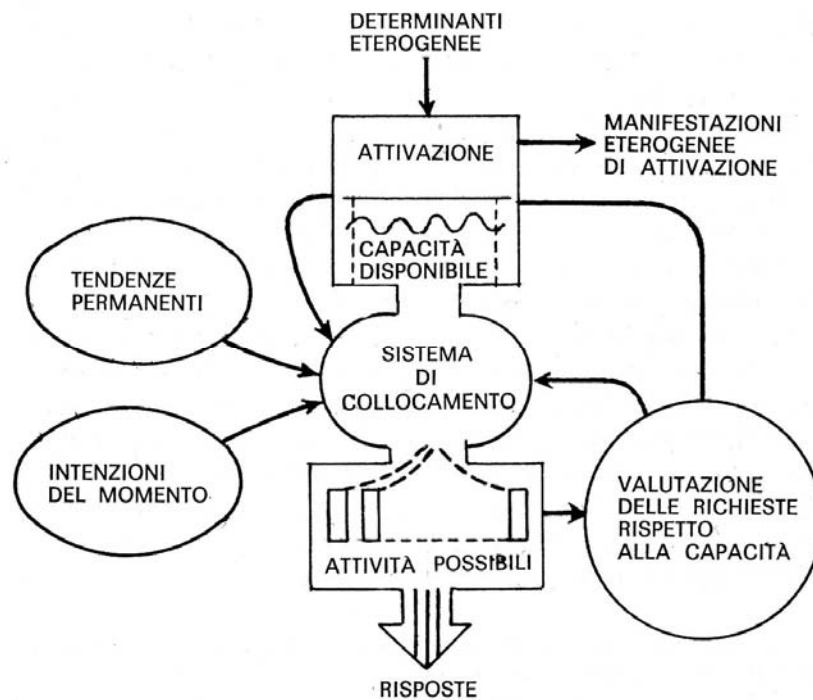 DETERMINANTI
ETEROGENEE
ATTIVAZIONE
MANIFESTAZIONI
ETEROGENEE
DI ATTIVAZIONE
CAPACITÀ
DISPONIBILE
TENDENZE
PERMANENTI
SISTEMA
DI
COLLOCAMENTO
INTENZIONI
DEL MOMENTO
VALUTAZIONE
DELLE RICHIESTE
RISPETTO
ALLA CAPACITÀ
ATTIVITÀ POSSIBILI
RISPOSTE